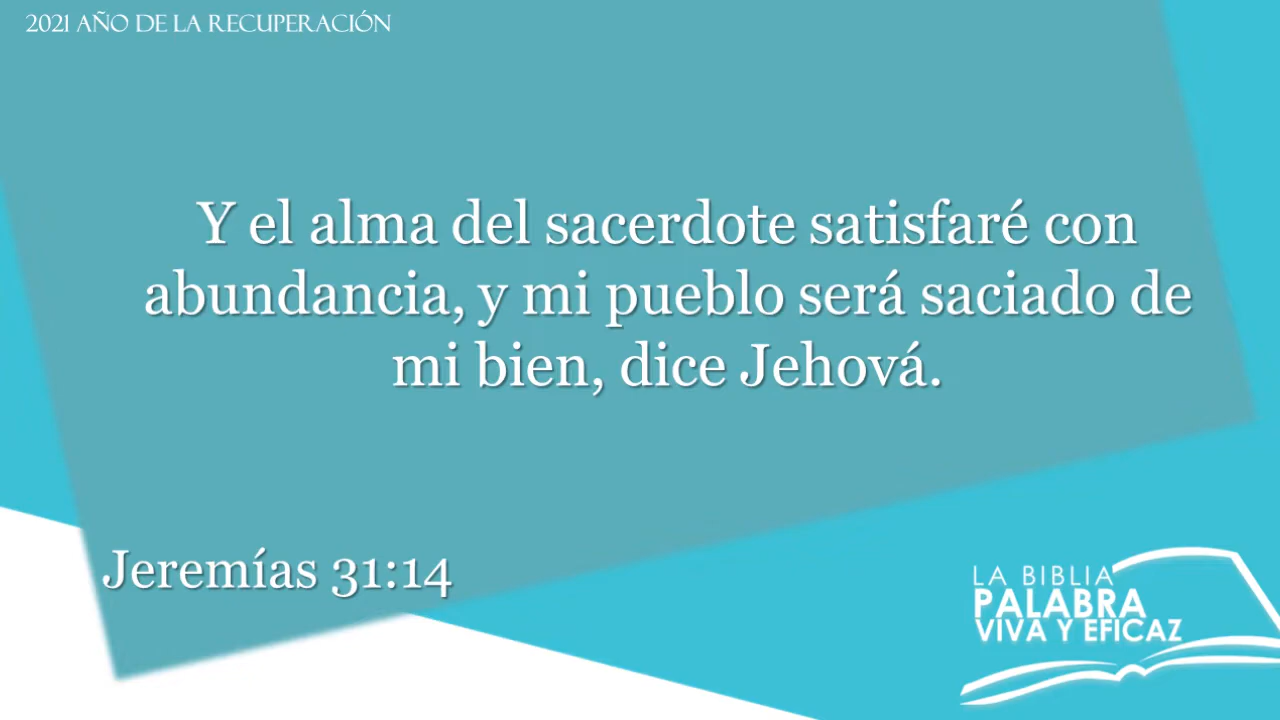 2021 AÑO DE LA RECUPERACIÓN
Y el alma del sacerdote satisfaré con
abundancia, y mi pueblo será saciado de
mi bien, dice Jehová.
Jeremías 31:14
LA BIBLIA
PALABRA
VIVA Y EFICAZ